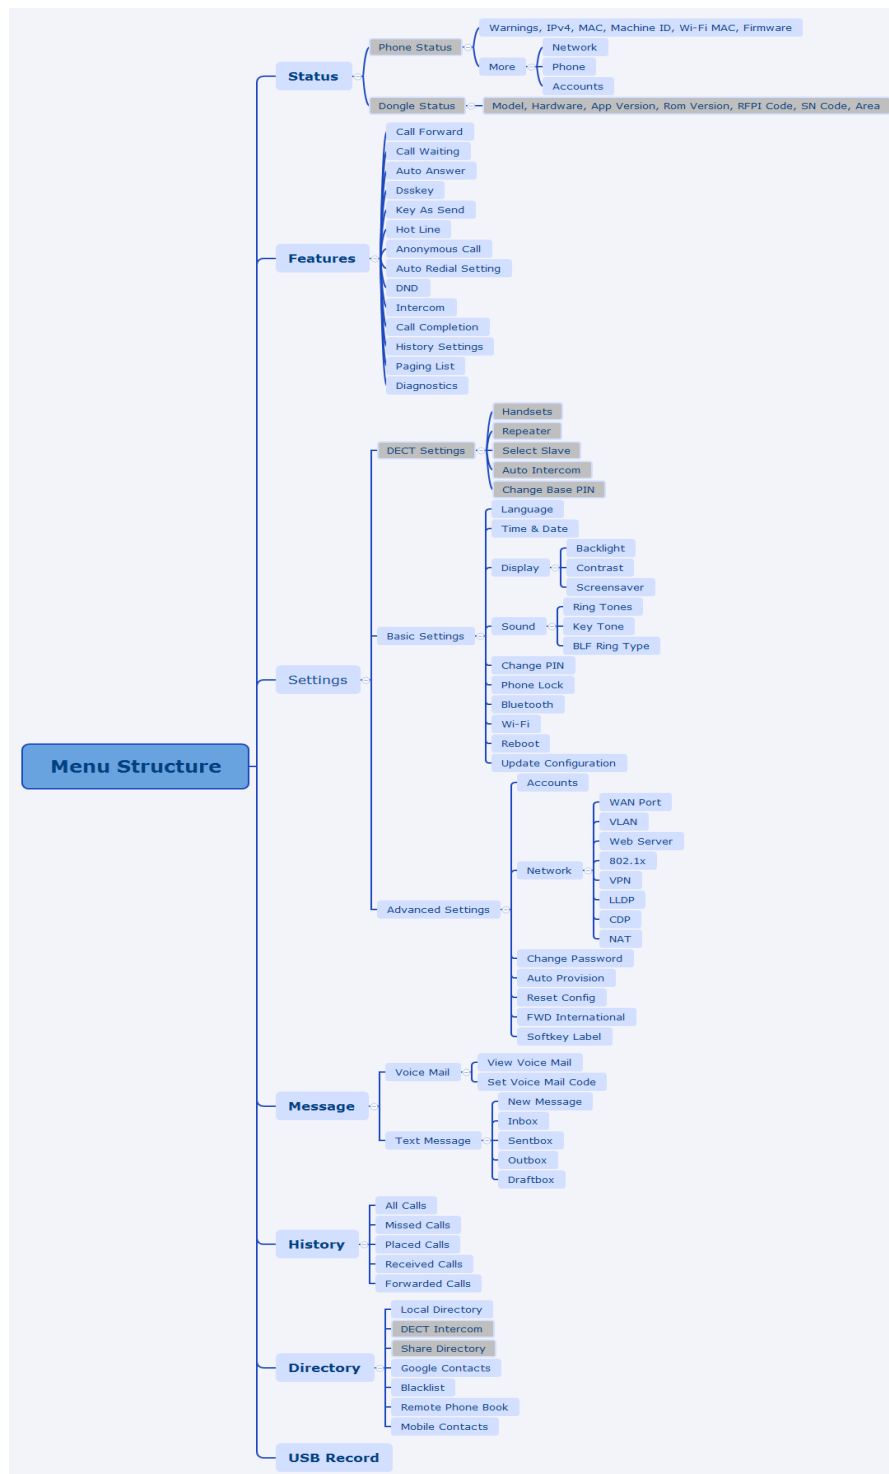 Menu Structure
Status
Phone Status
Warnings, IPv4, MAC, Machine ID, Wi-Fi MAC, Firmware
More
Network
Phone
Accounts
Dongle Status
Model, Hardware, App Version, Rom Version, RFPI Code, SN Code, Area
Features
Call Forward
Call Waiting
Auto Answer
Dsskey
Key As Send
Hot Line
Anonymous Call
Auto Redial Setting
DND
Intercom
Call Completion
History Settings
Paging List
Diagnostics
Settings
DECT Settings
Handsets
Repeater
Select Slave
Auto Intercom
Change Base PIN
Basic Settings
Language
Time & Date
Display
Backlight
Contrast
Screensaver
Sound
Ring Tones
Key Tone
BLF Ring Type
Change PIN
Phone Lock
Bluetooth
Wi-Fi
Reboot
Update Configuration
Advanced Settings
Accounts
Network
WAN Port
VLAN
Web Server
802.1x
VPN
LLDP
CDP
NAT
Change Password
Auto Provision
Reset Config
FWD International
Softkey Label
Message
Voice Mail
View Voice Mail
Set Voice Mail Code
Text Message
New Message
Inbox
Sentbox
Outbox
Draftbox
History
All Calls
Missed Calls
Placed Calls
Received Calls
Forwarded Calls
Directory
Local Directory
DECT Intercom
Share Directory
Google Contacts
Blacklist
Remote Phone Book
Mobile Contacts
USB Record